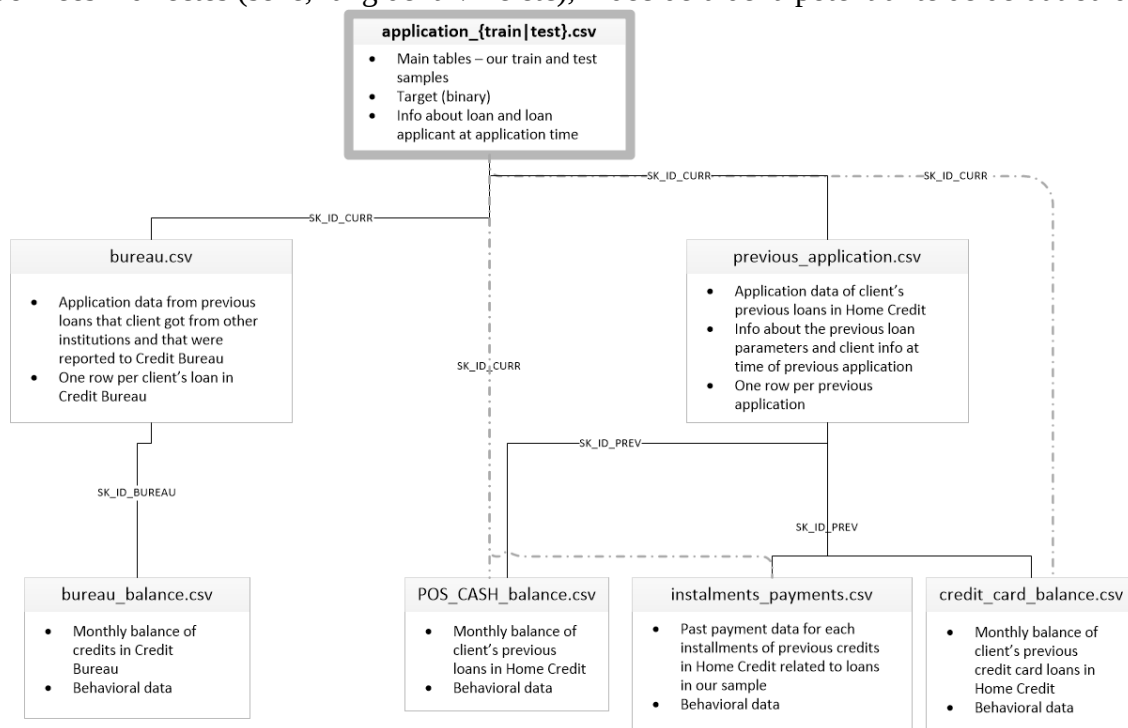 application_{train|test}.csv
• Main tables – our train and test
samples
• Target (binary)
• Info about loan and loan
applicant at application time
SK_ID_CURR
SK_ID_CURR
SK_ID_CURR
bureau.csv
• Application data from previous
loans that client got from other
institutions and that were
reported to Credit Bureau
• One row per client's loan in
Credit Bureau
previous_application.csv
• Application data of client's
previous loans in Home Credit
• Info about the previous loan
parameters and client info at
time of previous application
• One row per previous
application
SK_ID_CURR
SK_ID_PREV
SK_ID_BUREAU
SK_ID_PREV
bureau_balance.csv
• Monthly balance of
credits in Credit
Bureau
• Behavioral data
POS_CASH_balance.csv
• Monthly balance of
client's previous
loans in Home Credit
• Behavioral data
instalments_payments.csv
• Past payment data for each
installments of previous credits
in Home Credit related to loans
in our sample
• Behavioral data
credit_card_balance.csv
• Monthly balance of
client's previous
credit card loans in
Home Credit
• Behavioral data